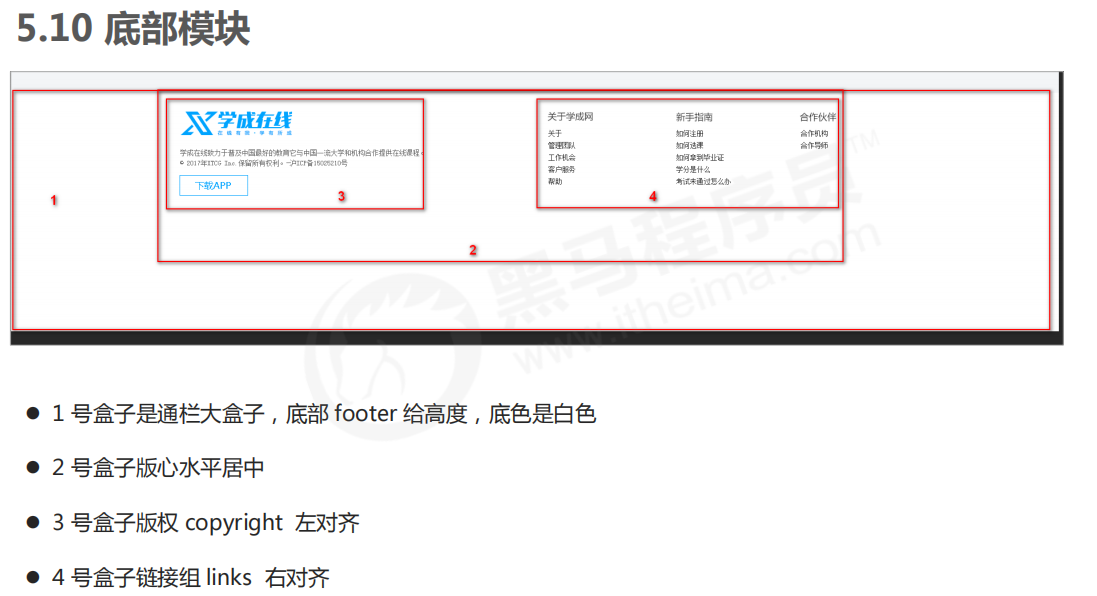 5.10 底部模块
学成在线
在线教育·学有所成
学成在线致力于普及中国最好的教育它与中国一流大学和机构合作提供在线课程。
© 2017年XTCG Inc.保留所有权利。-沪ICP备15025210号
下载APP
3
关于学成网
关于
管理团队
工作机会
客户服务
帮助
新手指南
如何注册
如何选课
如何拿到毕业证
学分是什么
考试未通过怎么办
合作伙伴
合作机构
合作导师
4
1
2
黑马程序员TM
www.itheima.com
● 1 号盒子是通栏大盒子，底部 footer 给高度，底色是白色
● 2 号盒子版心水平居中
● 3 号盒子版权 copyright 左对齐
● 4 号盒子链接组 links 右对齐